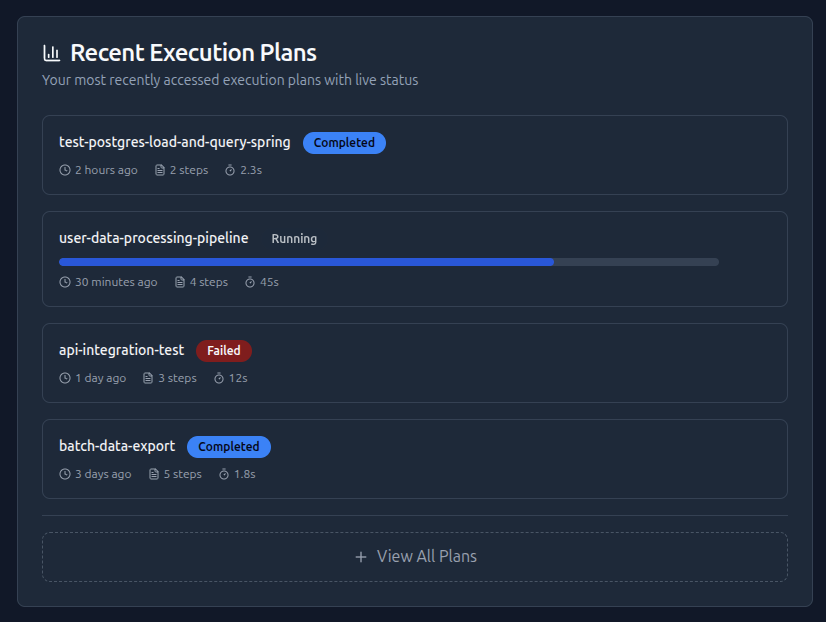 Recent Execution Plans
Your most recently accessed execution plans with live status
test-postgres-load-and-query-spring Completed
2 hours ago 2 steps 2.3s
user-data-processing-pipeline Running
30 minutes ago 4 steps 45s
api-integration-test Failed
1 day ago 3 steps 12s
batch-data-export Completed
3 days ago 5 steps 1.8s
+ View All Plans